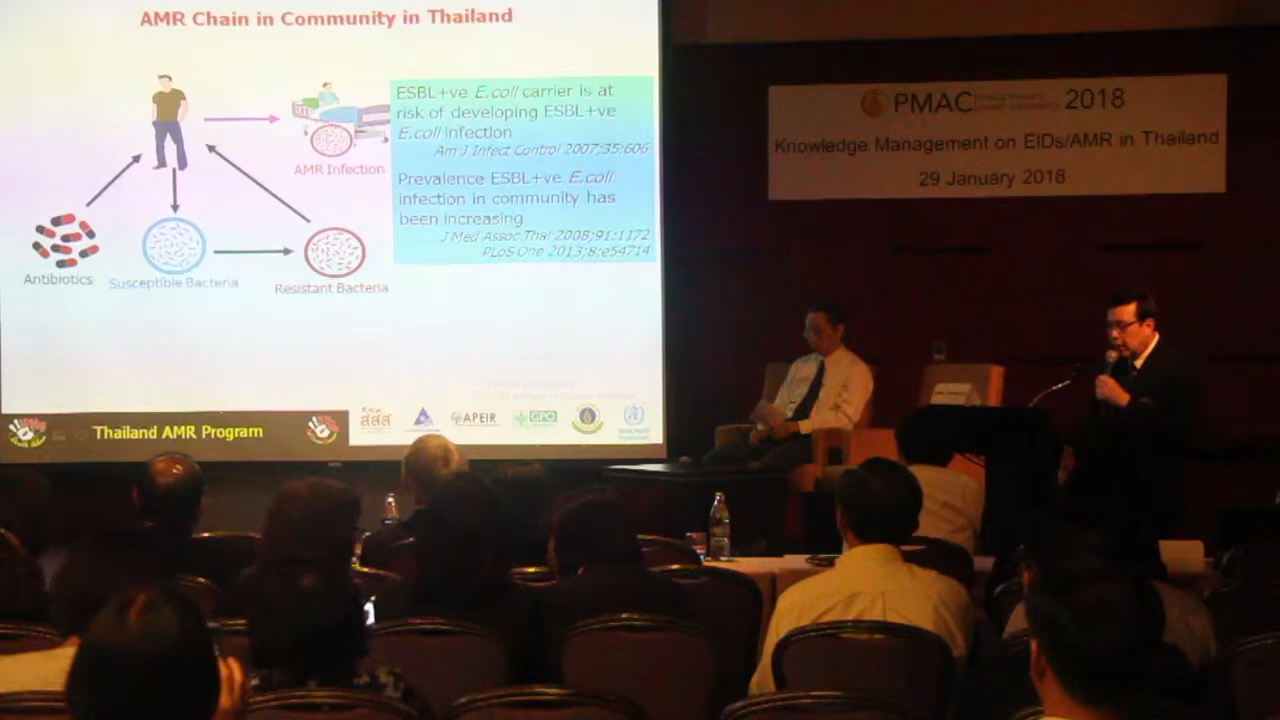 AMR Chain in Community in Thailand
ESBL+ve E.coli carrier is at
risk of developing ESBL+ve
E.coli infection
Am J Infect Control 2007;35:606
AMR Infection
Prevalence ESBL+ve E.coli
infection in community has
been increasing
J Med Assoc Thai 2008;91:1172
PLoS One 2013;8:e54714
Antibiotics
Susceptible Bacteria
Resistant Bacteria
Thailand AMR Program
สสส
APEIR
GPO
PMAC 2018
Knowledge Management on EIDs/AMR in Thailand
29 January 2018